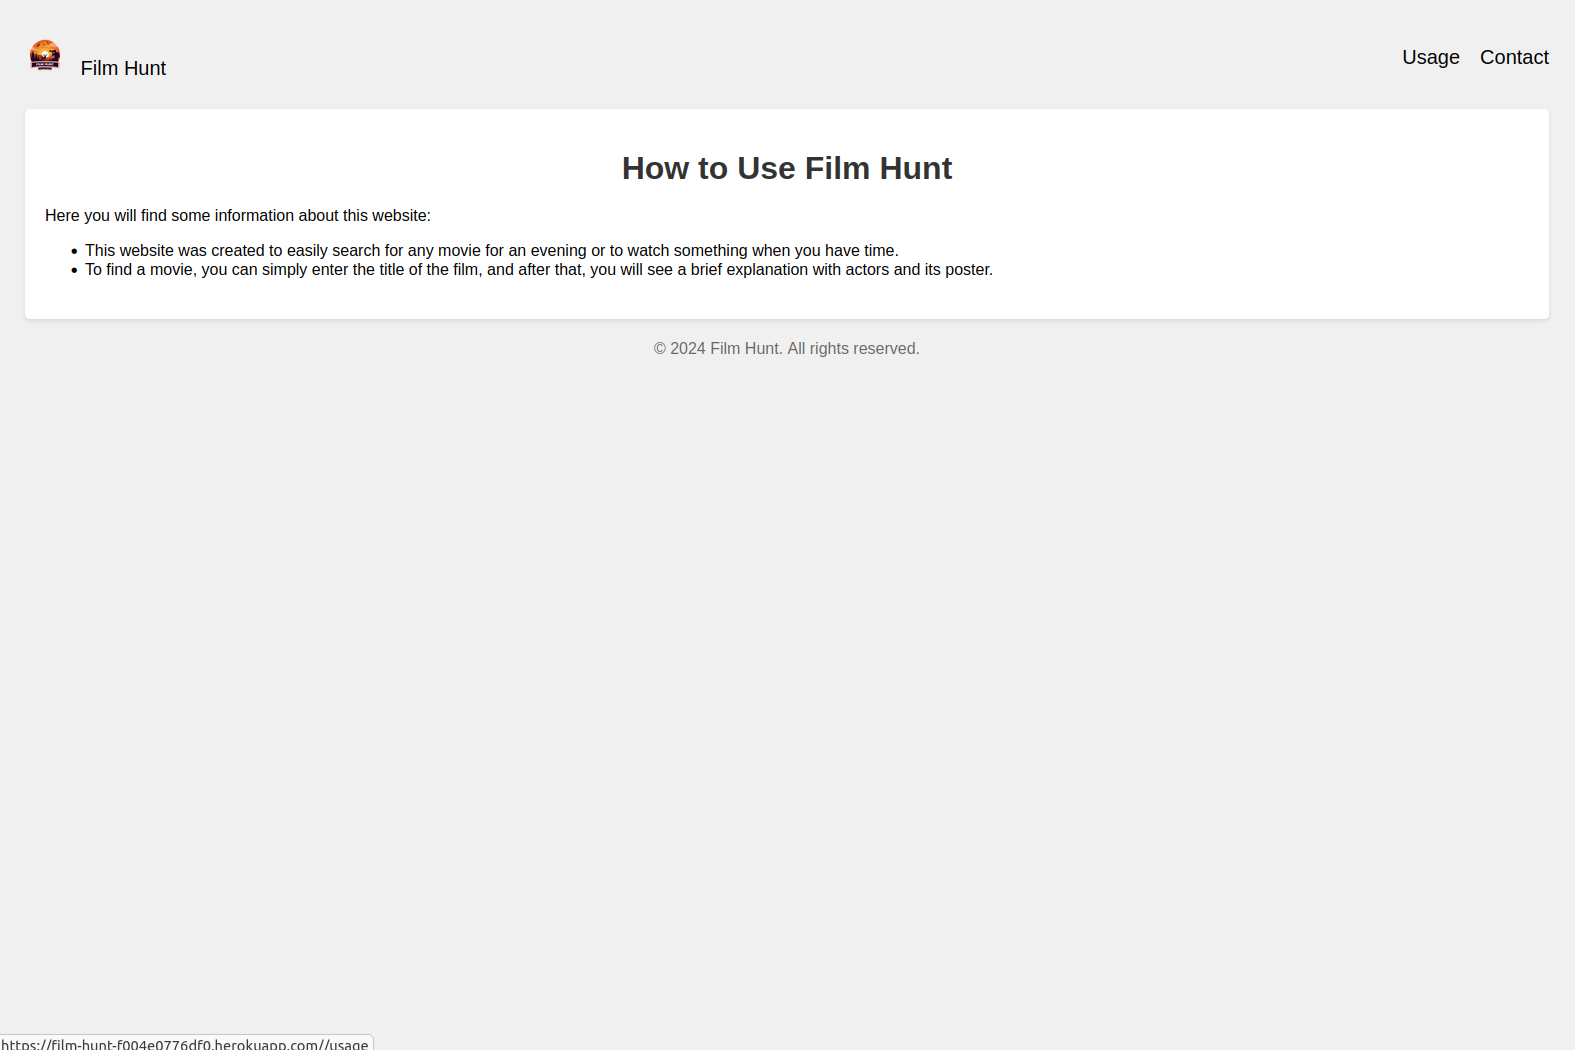 Film Hunt
Usage Contact
How to Use Film Hunt
Here you will find some information about this website:
• This website was created to easily search for any movie for an evening or to watch something when you have time.
• To find a movie, you can simply enter the title of the film, and after that, you will see a brief explanation with actors and its poster.
© 2024 Film Hunt. All rights reserved.
https://film-hunt-f004e0776df0.herokuapp.com//usage